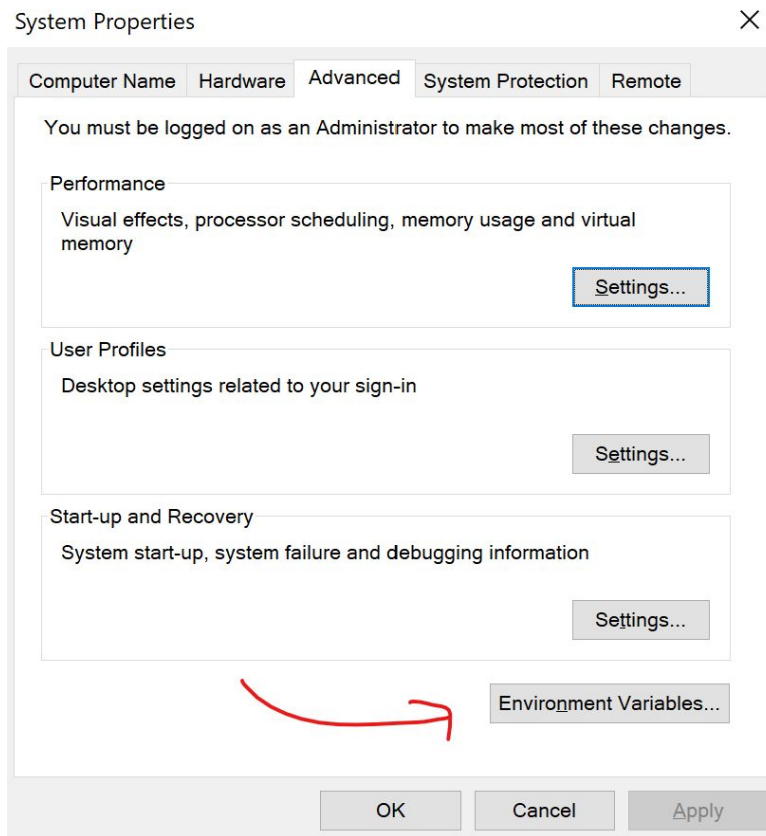 System Properties
Computer Name Hardware Advanced System Protection Remote
You must be logged on as an Administrator to make most of these changes.
Performance
Visual effects, processor scheduling, memory usage and virtual
memory
Settings...
User Profiles
Desktop settings related to your sign-in
Settings...
Start-up and Recovery
System start-up, system failure and debugging information
Settings...
Environment Variables...
OK Cancel Apply